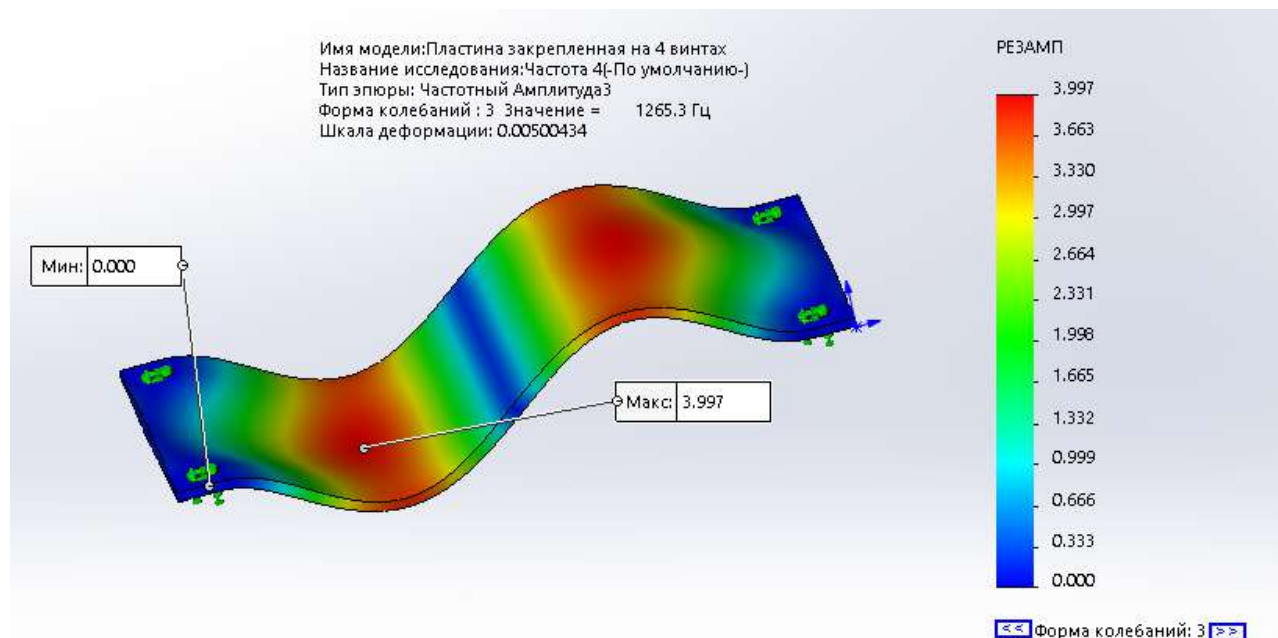 Имя модели:Пластина закрепленная на 4 винтах
Название исследования:Частота 4(-По умолчанию-)
Тип эпюры: Частотный Амплитуда3
Форма колебаний : 3 Значение = 1265.3 Гц
Шкала деформации: 0.00500434
РЕЗАМП
3.997
3.663
3.330
2.997
2.664
2.331
1.998
1.665
1.332
0.999
0.666
0.333
0.000
Мин: 0.000
Макс: 3.997
<< Форма колебаний: 3 >>